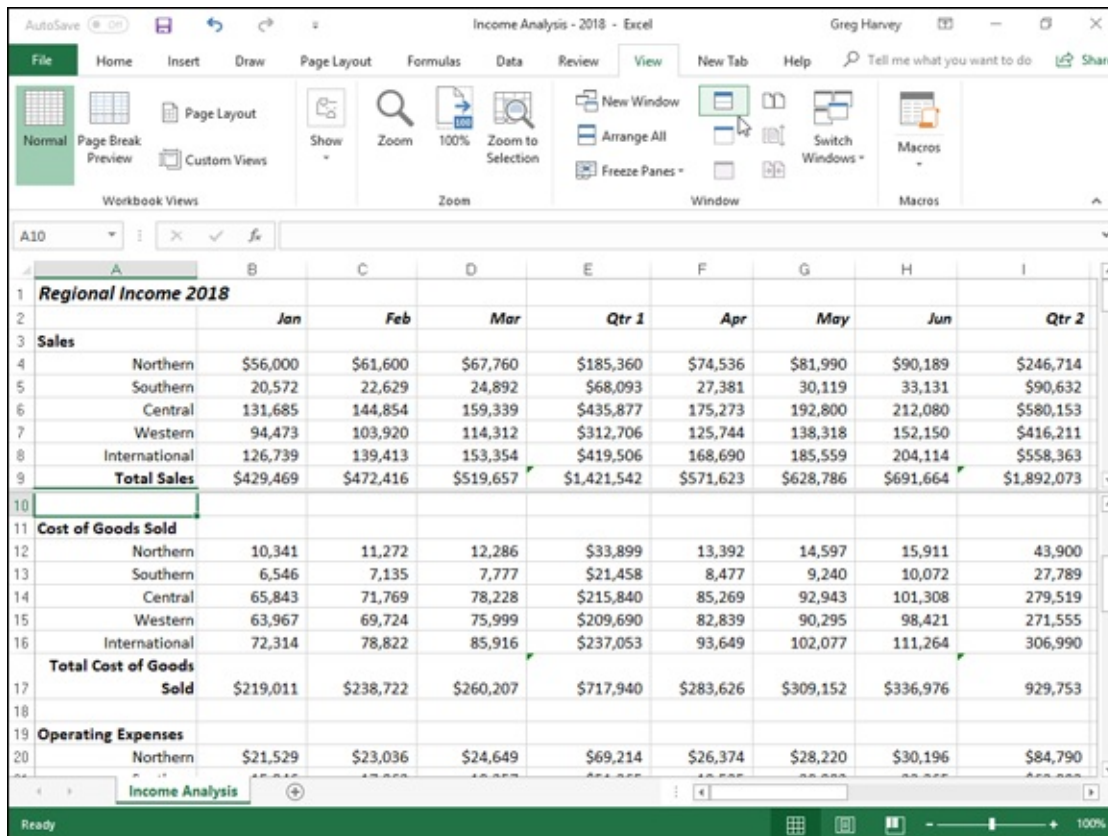 AutoSave On Income Analysis - 2018 - Excel Greg Harvey
File Home Insert Draw Page Layout Formulas Data Review View New Tab Help Tell me what you want to do Shar
Normal Page Break Preview Page Layout Custom Views Show Zoom 100 100% Zoom to Selection New Window Arrange All Freeze Panes Switch Windows Macros
Workbook Views Zoom Window Macros
A10 fx
A B C D E F G H I
1 Regional Income 2018
2 Jan Feb Mar Qtr 1 Apr May Jun Qtr 2
3 Sales
4 Northern $56,000 $61,600 $67,760 $185,360 $74,536 $81,990 $90,189 $246,714
5 Southern 20,572 22,629 24,892 $68,093 27,381 30,119 33,131 $90,632
6 Central 131,685 144,854 159,339 $435,877 175,273 192,800 212,080 $580,153
7 Western 94,473 103,920 114,312 $312,706 125,744 138,318 152,150 $416,211
8 International 126,739 139,413 153,354 $419,506 168,690 185,559 204,114 $558,363
9 Total Sales $429,469 $472,416 $519,657 $1,421,542 $571,623 $628,786 $691,664 $1,892,073
10
11 Cost of Goods Sold
12 Northern 10,341 11,272 12,286 $33,899 13,392 14,597 15,911 43,900
13 Southern 6,546 7,135 7,777 $21,458 8,477 9,240 10,072 27,789
14 Central 65,843 71,769 78,228 $215,840 85,269 92,943 101,308 279,519
15 Western 63,967 69,724 75,999 $209,690 82,839 90,295 98,421 271,555
16 International 72,314 78,822 85,916 $237,053 93,649 102,077 111,264 306,990
Total Cost of Goods
17 Sold $219,011 $238,722 $260,207 $717,940 $283,626 $309,152 $336,976 929,753
18
19 Operating Expenses
20 Northern $21,529 $23,036 $24,649 $69,214 $26,374 $28,220 $30,196 $84,790
Income Analysis
Ready 100%